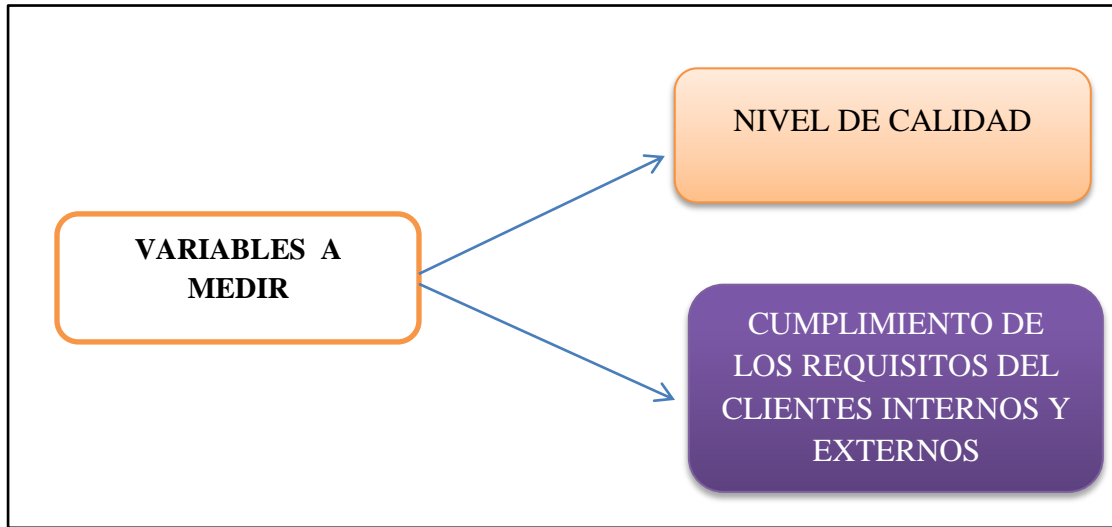 NIVEL DE CALIDAD
VARIABLES A
MEDIR
CUMPLIMIENTO DE
LOS REQUISITOS DEL
CLIENTES INTERNOS Y
EXTERNOS